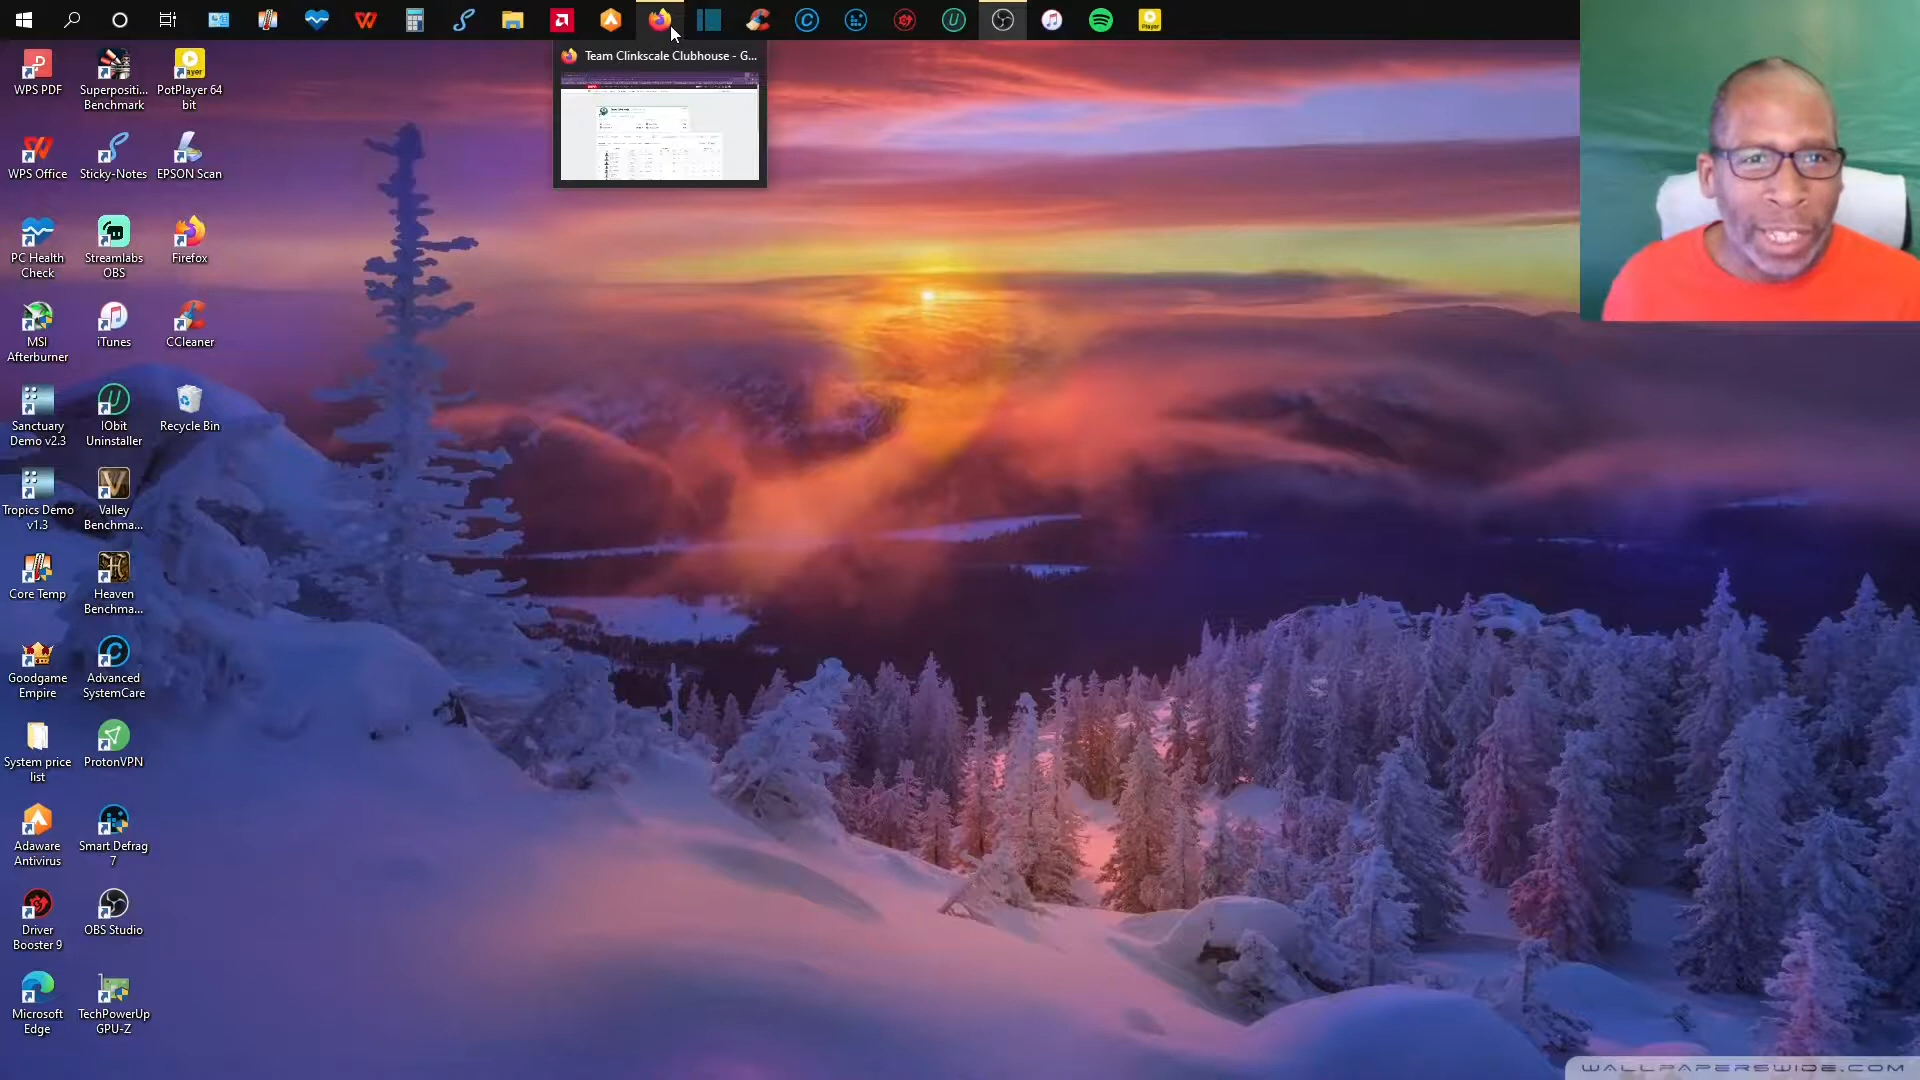 Team Clinkscale Clubhouse - G...
WPS PDF
Superpositi...
Benchmark
PotPlayer 64
bit
WPS Office
Sticky-Notes
EPSON Scan
PC Health
Check
Streamlabs
OBS
Firefox
MSI
Afterburner
iTunes
CCleaner
Sanctuary
Demo v2.3
IObit
Uninstaller
Recycle Bin
Tropics Demo
v1.3
Valley
Benchma...
Core Temp
Heaven
Benchma...
Goodgame
Empire
Advanced
SystemCare
System price
list
ProtonVPN
Adaware
Antivirus
Smart Defrag
7
Driver
Booster 9
OBS Studio
Microsoft
Edge
TechPowerUp
GPU-Z
WALLPAPERSWIDE.COM